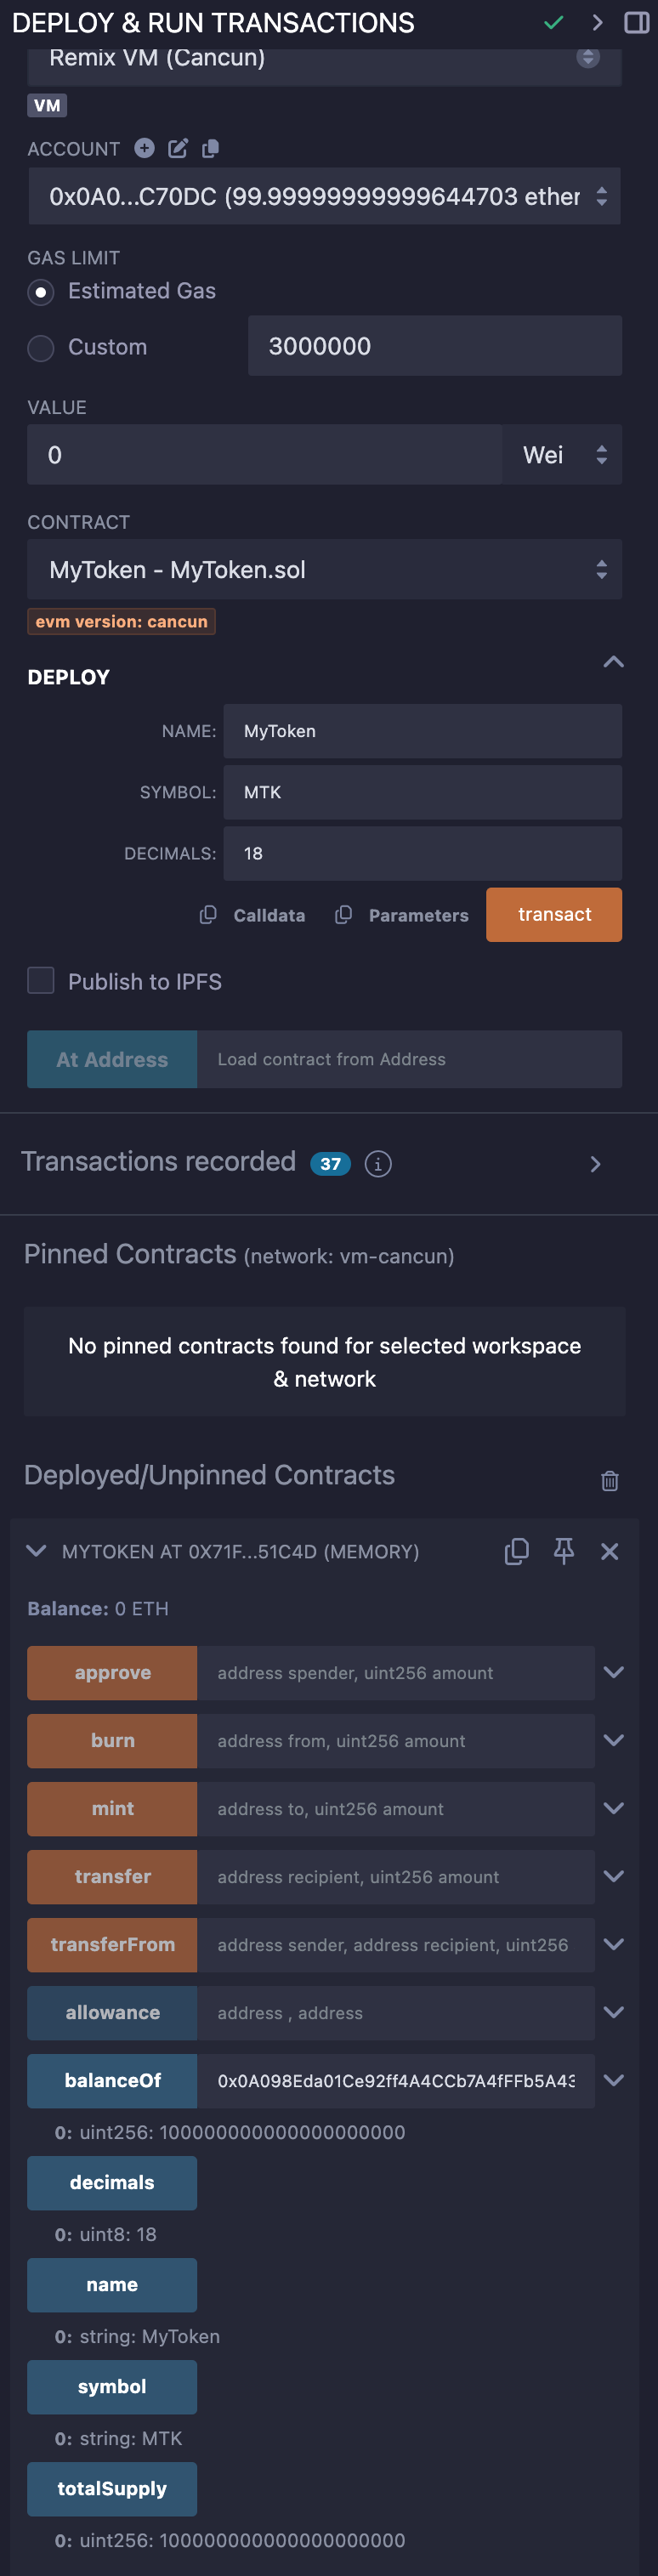 DEPLOY & RUN TRANSACTIONS
Remix VM (Cancun)
VM
ACCOUNT
0x0A0...C70DC (99.99999999999644703 ether
GAS LIMIT
Estimated Gas
Custom
3000000
VALUE
0
Wei
CONTRACT
MyToken - MyToken.sol
evm version: cancun
DEPLOY
NAME:
MyToken
SYMBOL:
MTK
DECIMALS:
18
Calldata
Parameters
transact
Publish to IPFS
At Address
Load contract from Address
Transactions recorded 37
Pinned Contracts (network: vm-cancun)
No pinned contracts found for selected workspace
& network
Deployed/Unpinned Contracts
MYTOKEN AT 0X71F...51C4D (MEMORY)
Balance: 0 ETH
approve
address spender, uint256 amount
burn
address from, uint256 amount
mint
address to, uint256 amount
transfer
address recipient, uint256 amount
transferFrom
address sender, address recipient, uint256
allowance
address , address
balanceOf
0x0A098Eda01Ce92ff4A4CCb7A4fFFb5A43
0: uint256: 100000000000000000000
decimals
0: uint8: 18
name
0: string: MyToken
symbol
0: string: MTK
totalSupply
0: uint256: 100000000000000000000